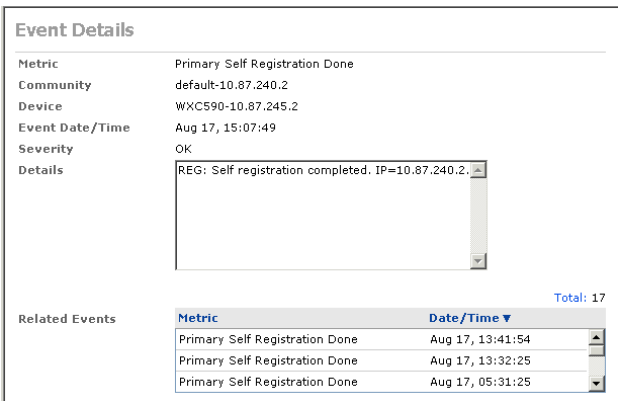 Event Details
Metric Primary Self Registration Done
Community default-10.87.240.2
Device WXC590-10.87.245.2
Event Date/Time Aug 17, 15:07:49
Severity OK
Details REG: Self registration completed. IP=10.87.240.2.
Total: 17
Related Events Metric Date/Time▼
Primary Self Registration Done Aug 17, 13:41:54
Primary Self Registration Done Aug 17, 13:32:25
Primary Self Registration Done Aug 17, 05:31:25